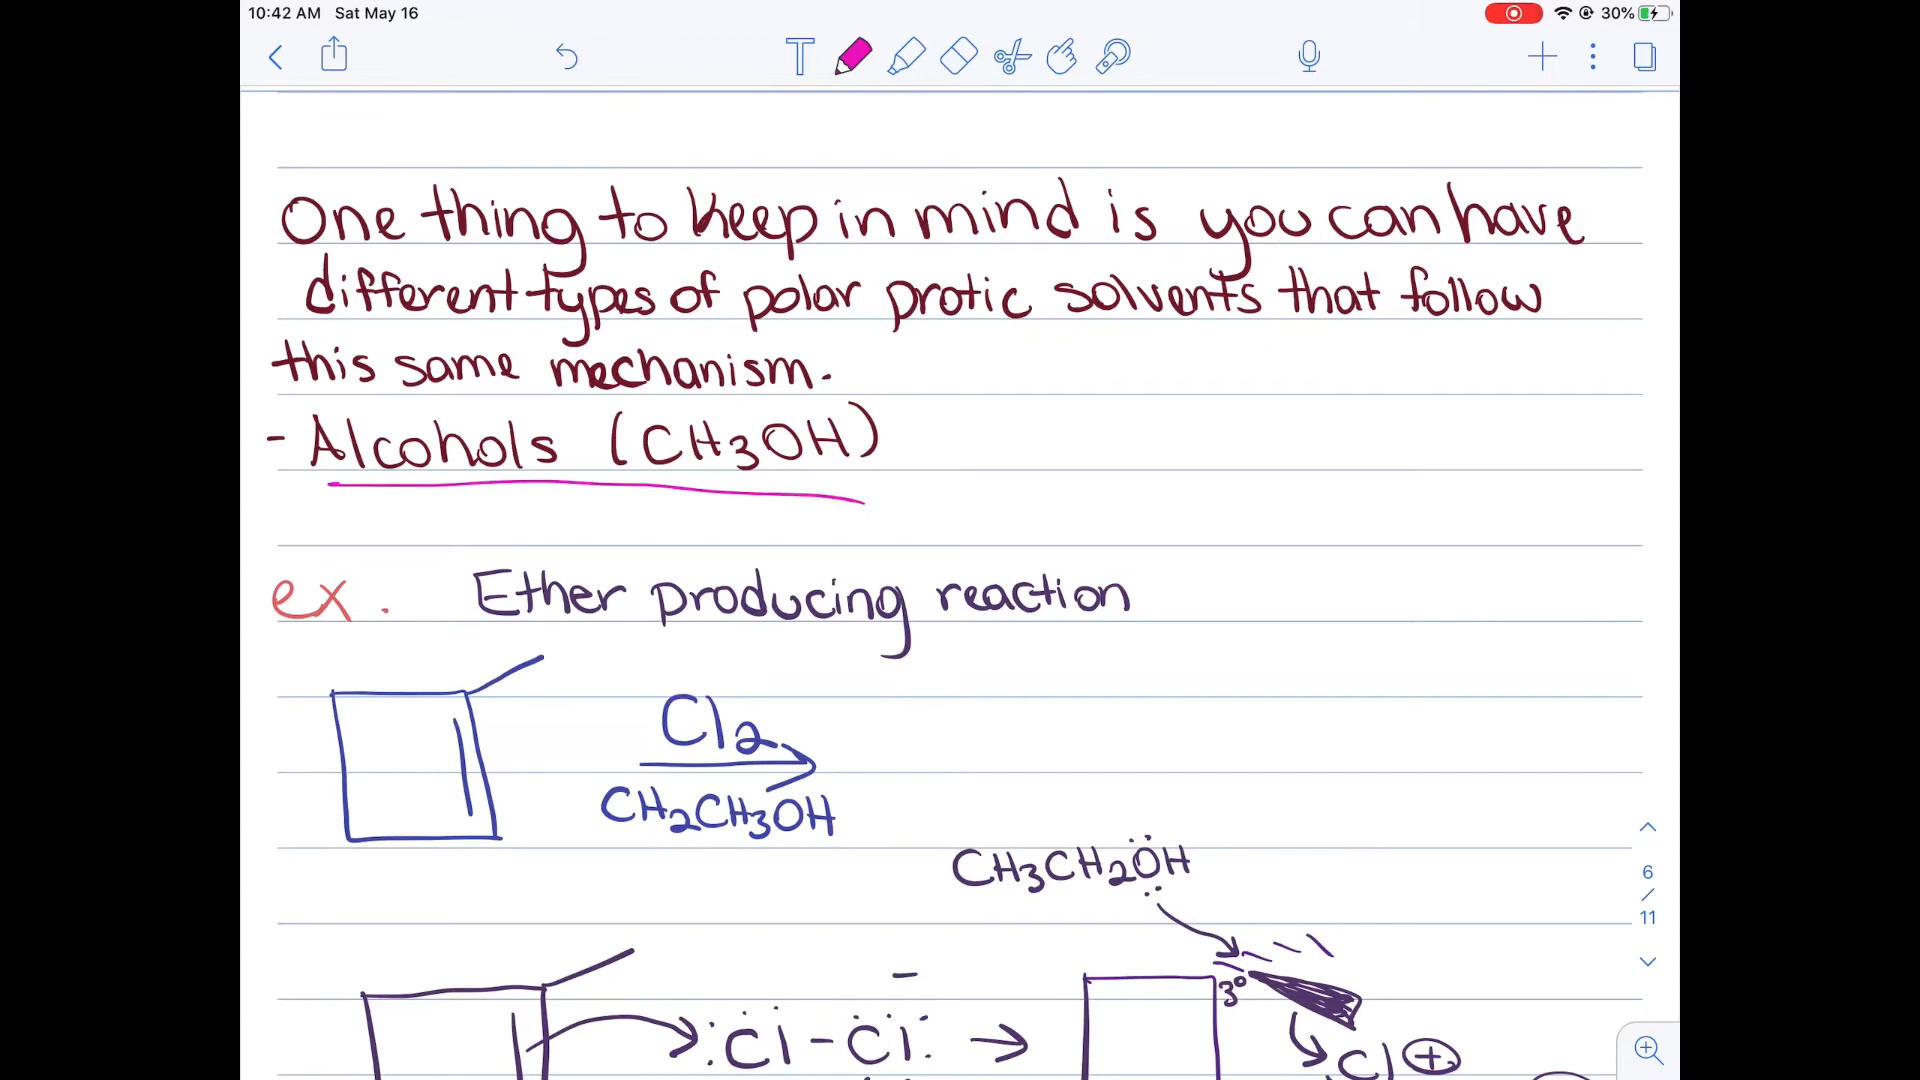 10:42 AM Sat May 16
30%
T
One thing to keep in mind is you can have
different types of polar protic solvents that follow
this same mechanism.
- Alcohols (CH3OH)
ex. Ether producing reaction
Cl2
CH2CH3OH
CH3CH2ÖH
3°
:Cl - Cl: →
Cl +
6
/
11